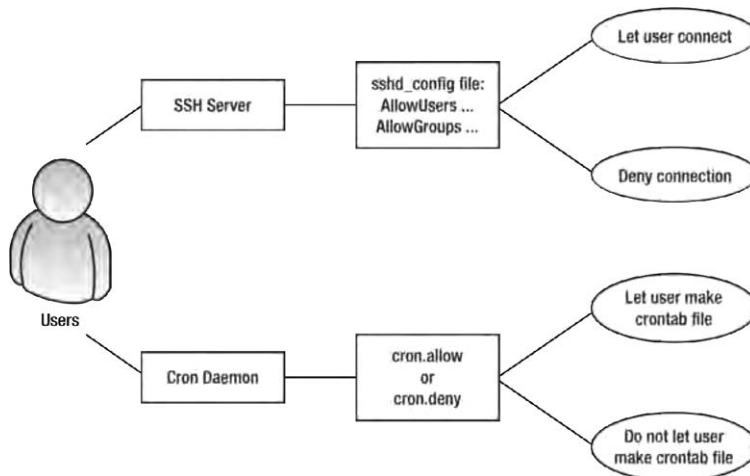 Let user connect
SSH Server
sshd_config file:
AllowUsers ...
AllowGroups ...
Deny connection
Users
Let user make
crontab file
Cron Daemon
cron.allow
or
cron.deny
Do not let user
make crontab file